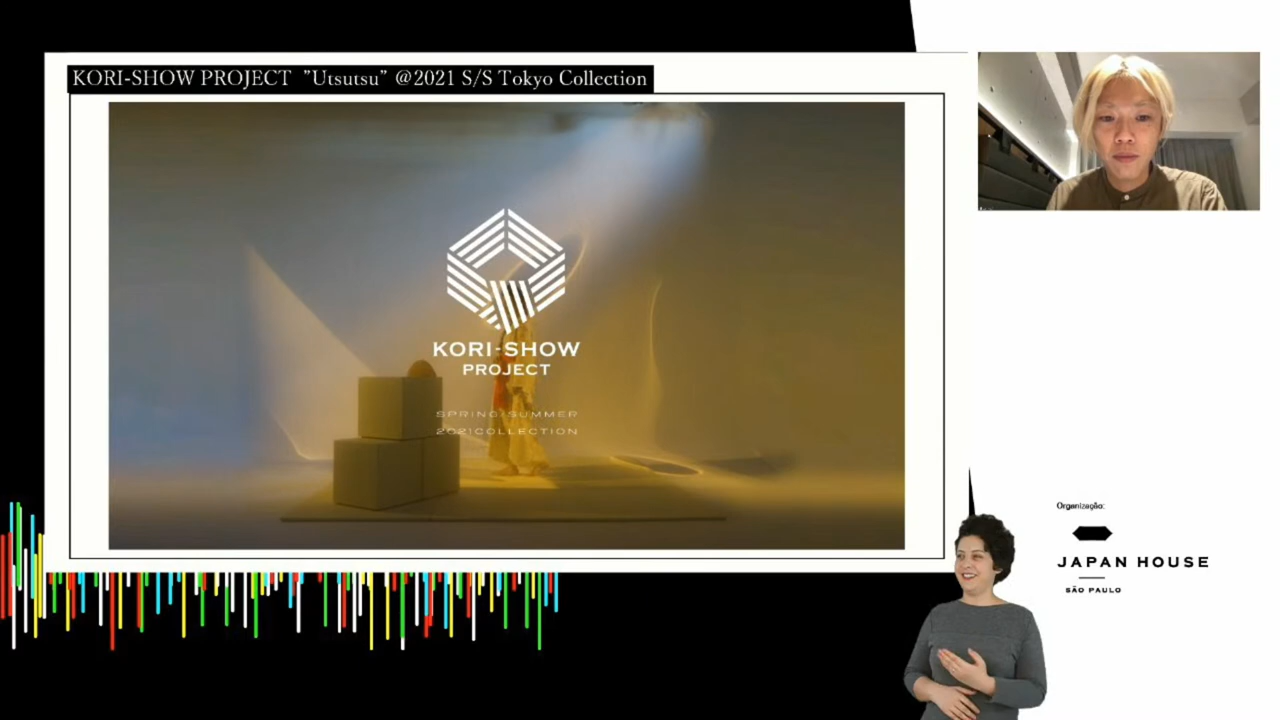 KORI-SHOW PROJECT ”Utsutsu” @2021 S/S Tokyo Collection
KORI-SHOW
PROJECT
SPRING/SUMMER
2021COLLECTION
Organização:
JAPAN HOUSE
SÃO PAULO